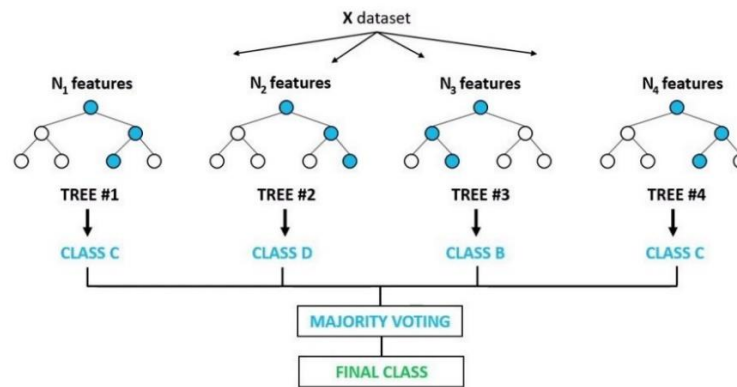 X dataset
N₁ features
N₂ features
N₃ features
N₄ features
TREE #1
TREE #2
TREE #3
TREE #4
CLASS C
CLASS D
CLASS B
CLASS C
MAJORITY VOTING
FINAL CLASS